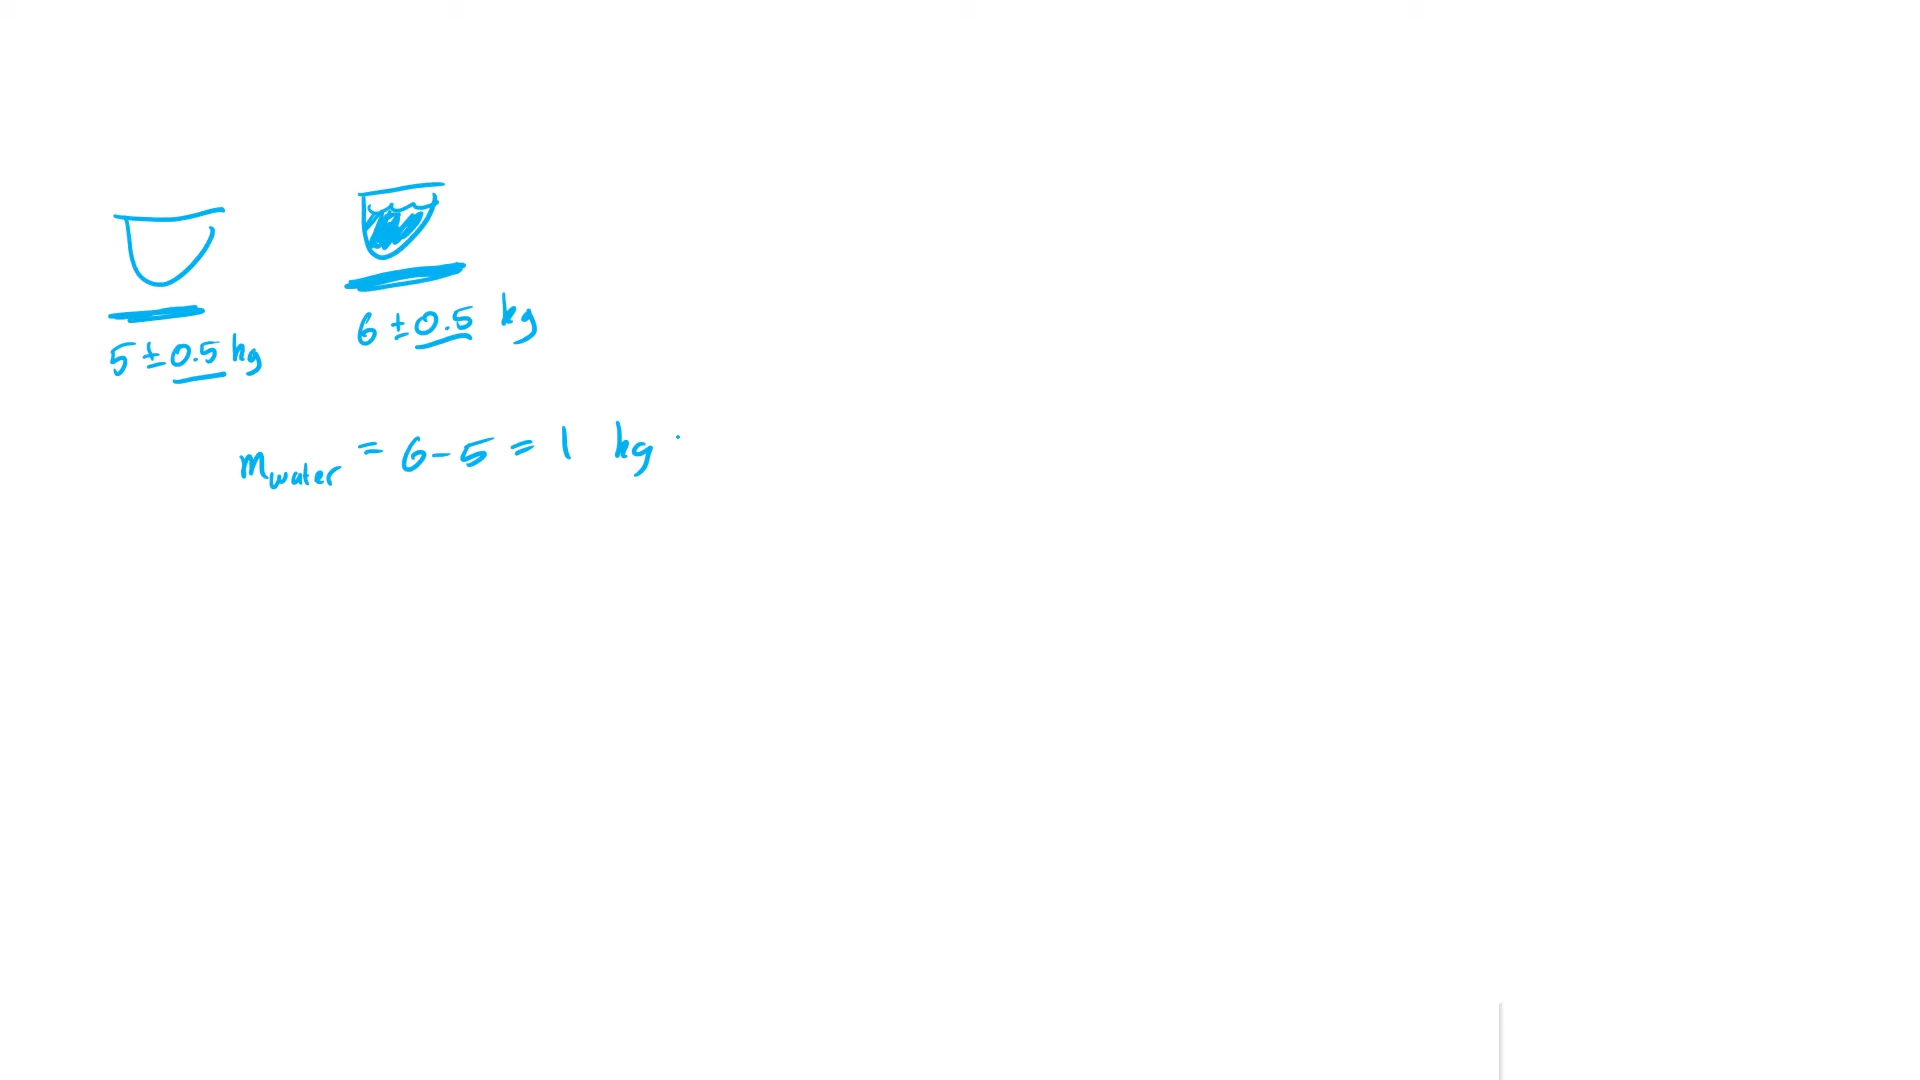 6 ± 0.5 kg
5 ± 0.5 kg
m_water = 6 - 5 = 1 kg